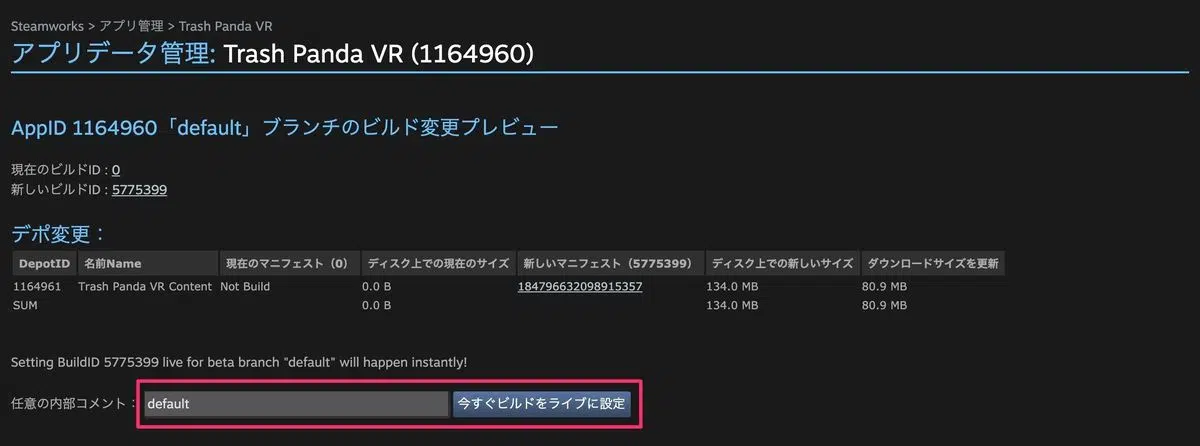 Steamworks > アプリ管理 > Trash Panda VR
アプリデータ管理: Trash Panda VR (1164960)
AppID 1164960「default」ブランチのビルド変更プレビュー
現在のビルドID : 0
新しいビルドID : 5775399
デポ変更：
DepotID 名前Name 現在のマニフェスト（0） ディスク上での現在のサイズ 新しいマニフェスト（5775399） ディスク上での新しいサイズ ダウンロードサイズを更新
1164961 Trash Panda VR Content Not Build 0.0 B 184796632098915357 134.0 MB 80.9 MB
SUM 0.0 B 134.0 MB 80.9 MB
Setting BuildID 5775399 live for beta branch "default" will happen instantly!
任意の内部コメント： default 今すぐビルドをライブに設定